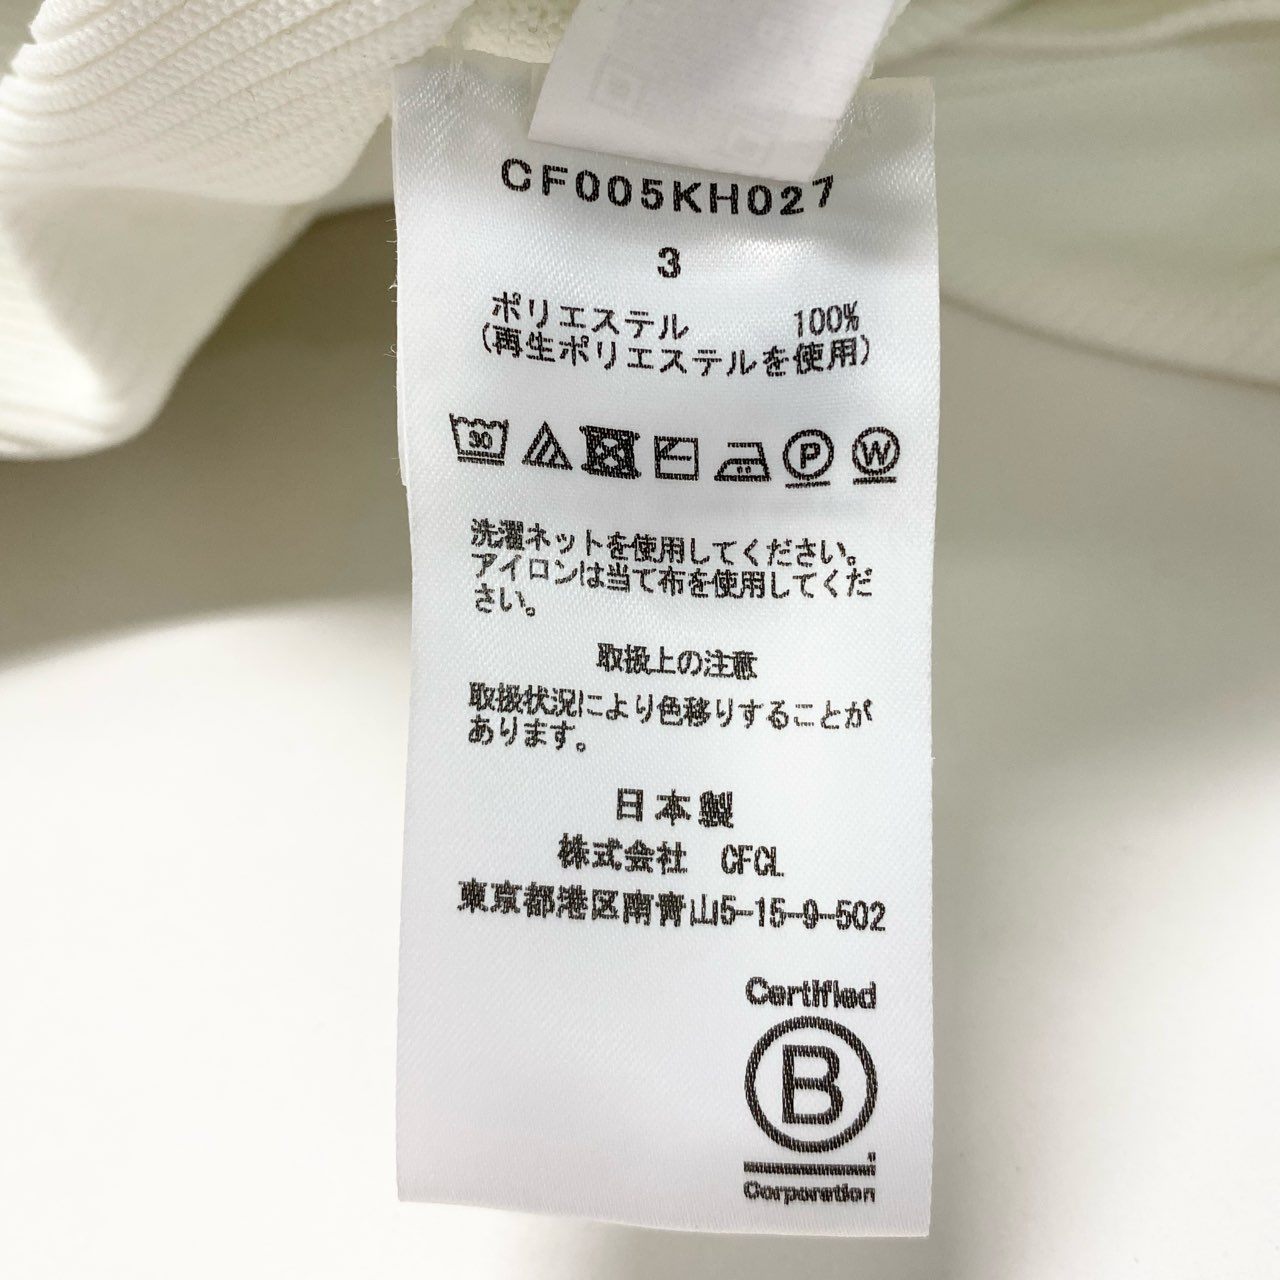 CF005KH027
3
ポリエステル 100%
(再生ポリエステルを使用)
30
P W
洗濯ネットを使用してください。
アイロンは当て布を使用してくだ
さい。
取扱上の注意
取扱状況により色移りすることが
あります。
日本製
株式会社 CFCL
東京都港区南青山5-15-9-502
Certified
B
Corporation